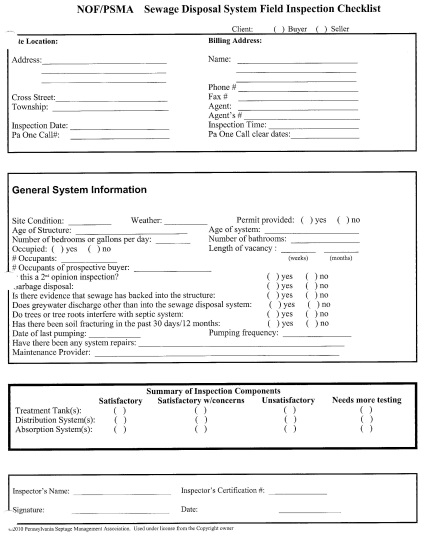 NOF/PSMA Sewage Disposal System Field Inspection Checklist
Client: ( ) Buyer ( ) Seller
te Location: Billing Address:
Address: Name:
Phone #
Cross Street: Fax #
Township: Agent:
Agent's #
Inspection Date: Inspection Time:
Pa One Call#: Pa One Call clear dates:
General System Information
Site Condition: Weather: Permit provided: ( ) yes ( ) no
Age of Structure: Age of system:
Number of bedrooms or gallons per day: Number of bathrooms:
Occupied: ( ) yes ( ) no Length of vacancy :
# Occupants: (weeks) (months)
# Occupants of prospective buyer:
this a 2nd opinion inspection? ( ) yes ( ) no
arbage disposal: ( ) yes ( ) no
Is there evidence that sewage has backed into the structure: ( ) yes ( ) no
Does greywater discharge other than into the sewage disposal system: ( ) yes ( ) no
Do trees or tree roots interfere with septic system: ( ) yes ( ) no
Has there been soil fracturing in the past 30 days/12 months: ( ) yes ( ) no
Date of last pumping: Pumping frequency:
Have there been any system repairs:
Maintenance Provider:
Summary of Inspection Components
Satisfactory Satisfactory w/concerns Unsatisfactory Needs more testing
Treatment Tank(s): ( ) ( ) ( ) ( )
Distribution System(s): ( ) ( ) ( ) ( )
Absorption System(s): ( ) ( ) ( ) ( )
Inspector's Name: Inspector's Certification #:
Signature: Date:
©2010 Pennsylvania Septage Management Association. Used under license from the Copyright owner